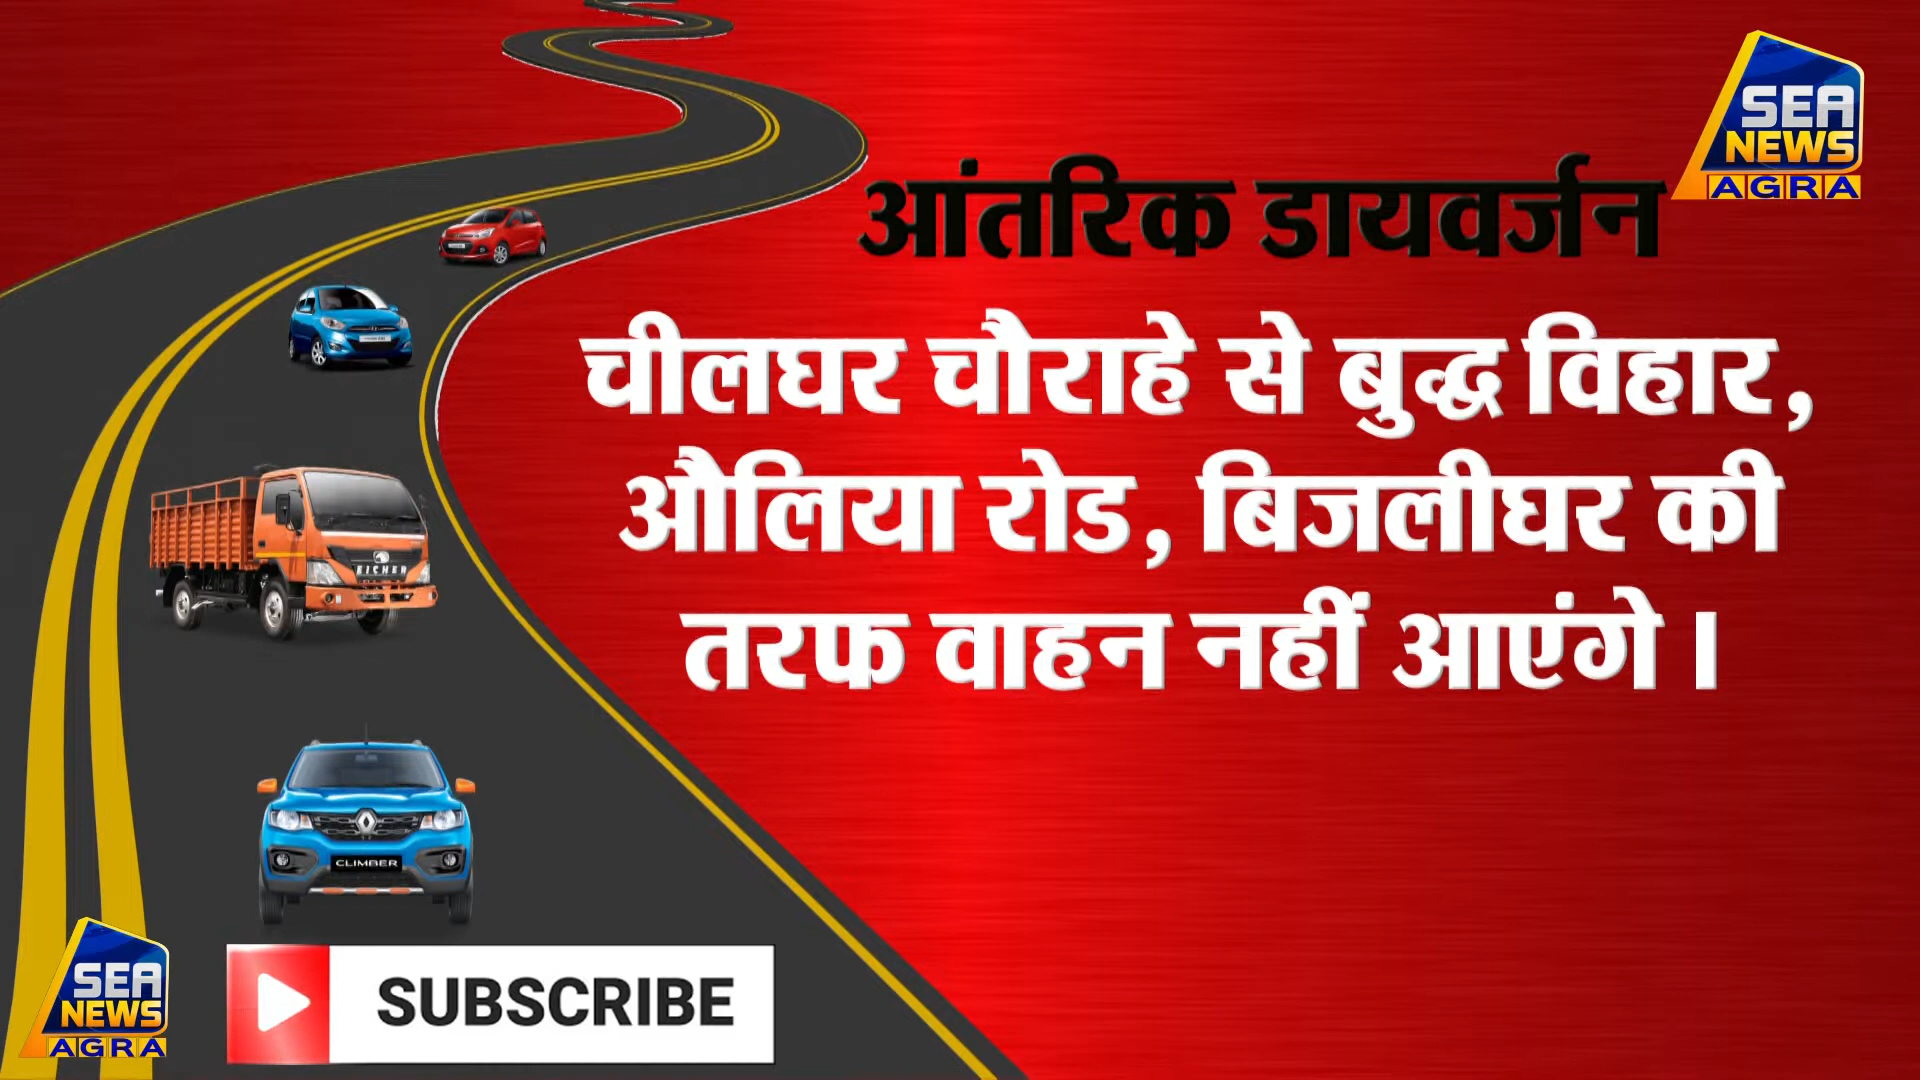 SEA
NEWS
AGRA
आंतरिक डायवर्जन
चीलघर चौराहे से बुद्ध विहार,
औलिया रोड, बिजलीघर की
तरफ वाहन नहीं आएंगे।
EICHER
CLIMBER
SEA
NEWS
AGRA
SUBSCRIBE